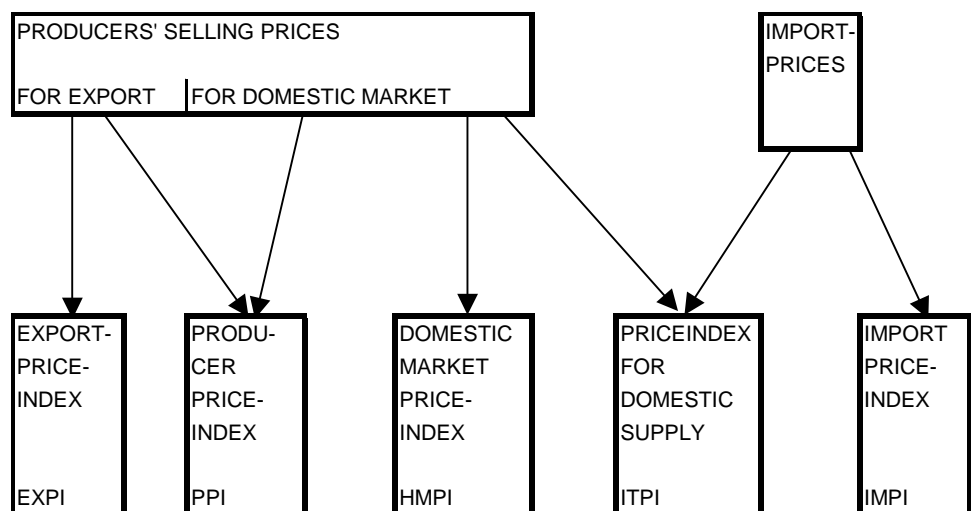 PRODUCERS' SELLING PRICES
FOR EXPORT FOR DOMESTIC MARKET
IMPORT-
PRICES
EXPORT-
PRICE-
INDEX
EXPI
PRODU-
CER
PRICE-
INDEX
PPI
DOMESTIC
MARKET
PRICE-
INDEX
HMPI
PRICEINDEX
FOR
DOMESTIC
SUPPLY
ITPI
IMPORT
PRICE-
INDEX
IMPI